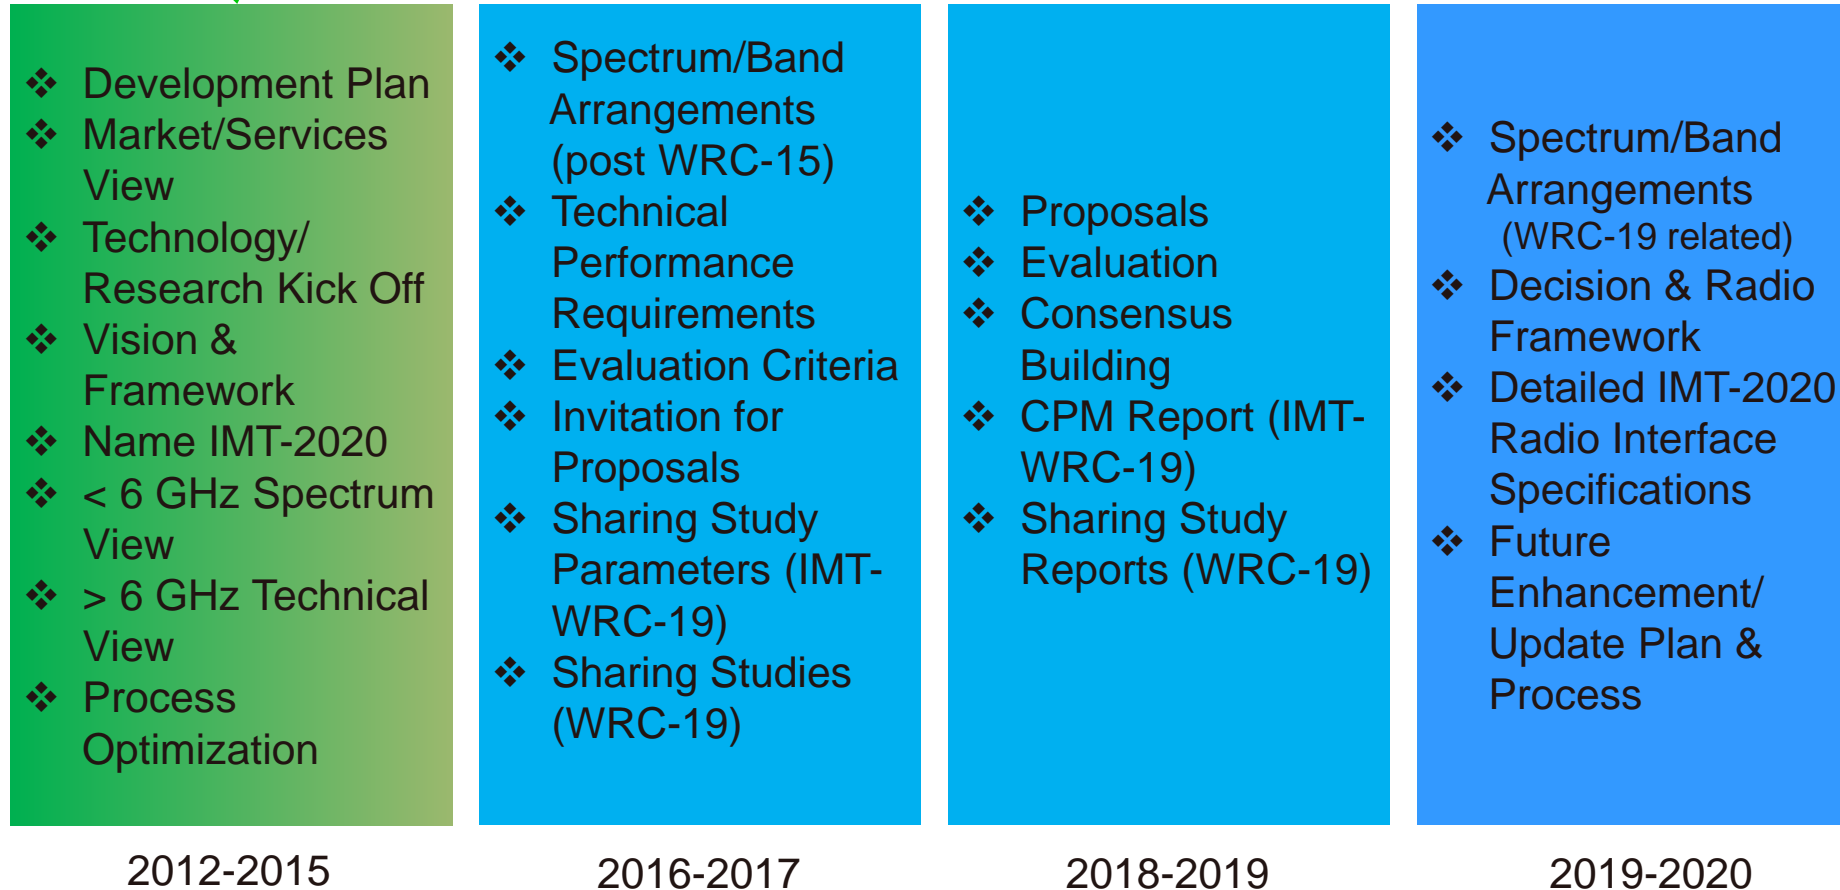 ❖ Development Plan
❖ Market/Services
View
❖ Technology/
Research Kick Off
❖ Vision &
Framework
❖ Name IMT-2020
❖ < 6 GHz Spectrum
View
❖ > 6 GHz Technical
View
❖ Process
Optimization
2012-2015
❖ Spectrum/Band
Arrangements
(post WRC-15)
❖ Technical
Performance
Requirements
❖ Evaluation Criteria
❖ Invitation for
Proposals
❖ Sharing Study
Parameters (IMT-
WRC-19)
❖ Sharing Studies
(WRC-19)
2016-2017
❖ Proposals
❖ Evaluation
❖ Consensus
Building
❖ CPM Report (IMT-
WRC-19)
❖ Sharing Study
Reports (WRC-19)
2018-2019
❖ Spectrum/Band
Arrangements
(WRC-19 related)
❖ Decision & Radio
Framework
❖ Detailed IMT-2020
Radio Interface
Specifications
❖ Future
Enhancement/
Update Plan &
Process
2019-2020